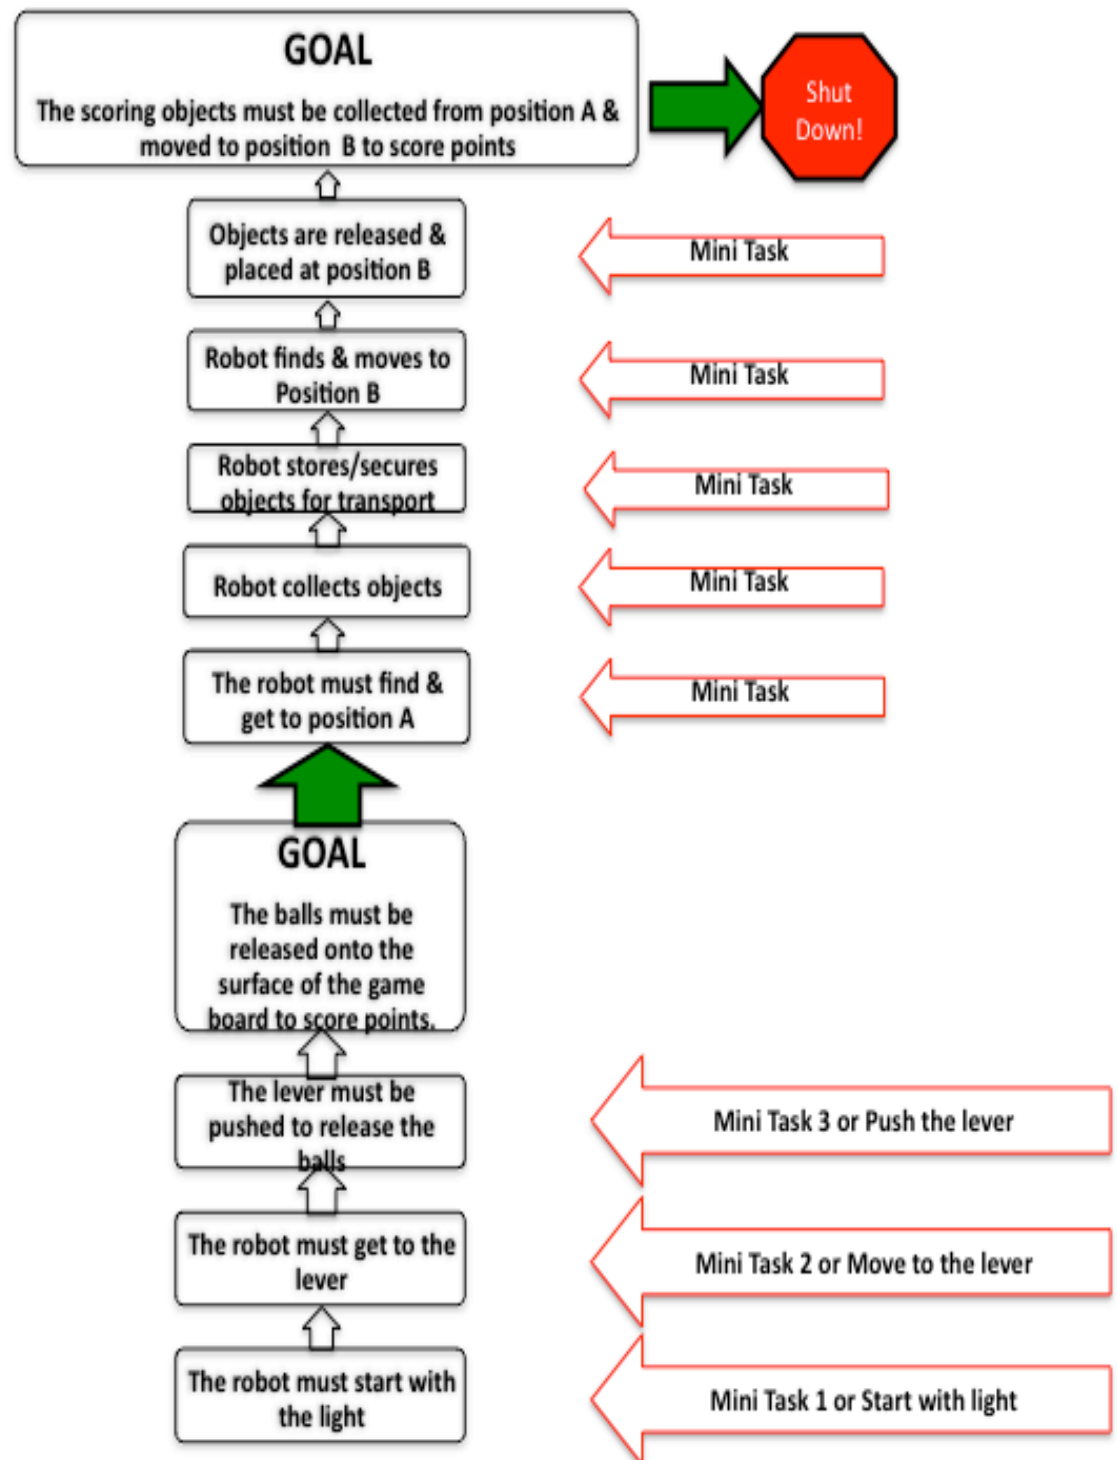 GOAL
The scoring objects must be collected from position A &
moved to position B to score points
Shut
Down!
Objects are released &
placed at position B
Mini Task
Robot finds & moves to
Position B
Mini Task
Robot stores/secures
objects for transport
Mini Task
Robot collects objects
Mini Task
The robot must find &
get to position A
Mini Task
GOAL
The balls must be
released onto the
surface of the game
board to score points.
The lever must be
pushed to release the
balls
Mini Task 3 or Push the lever
The robot must get to the
lever
Mini Task 2 or Move to the lever
The robot must start with
the light
Mini Task 1 or Start with light